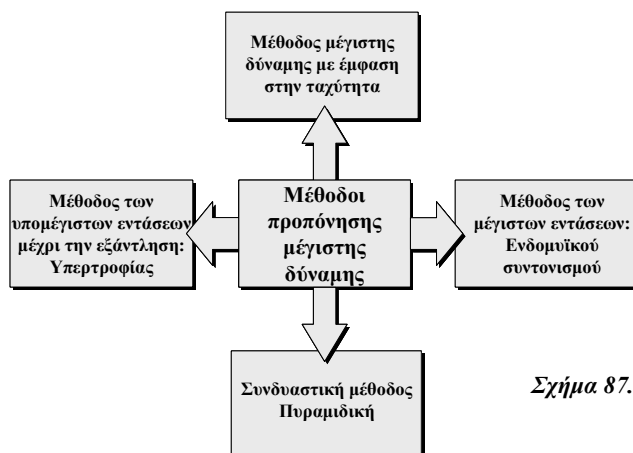 Μέθοδος μέγιστης
δύναμης με έμφαση
στην ταχύτητα
Μέθοδος των
υπομέγιστων εντάσεων
μέχρι την εξάντληση:
Υπερτροφίας
Μέθοδοι
προπόνησης
μέγιστης
δύναμης
Μέθοδος των
μέγιστων εντάσεων:
Ενδομυϊκού
συντονισμού
Συνδυαστική μέθοδος
Πυραμιδική
Σχήμα 87.